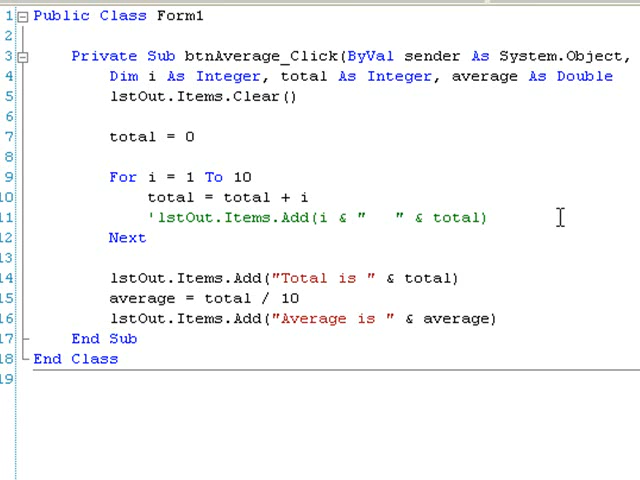 1 Public Class Form1
2
3 Private Sub btnAverage_Click(ByVal sender As System.Object,
4 Dim i As Integer, total As Integer, average As Double
5 lstOut.Items.Clear()
6
7 total = 0
8
9 For i = 1 To 10
10 total = total + i
11 'lstOut.Items.Add(i & "   " & total)
12 Next
13
14 lstOut.Items.Add("Total is " & total)
15 average = total / 10
16 lstOut.Items.Add("Average is " & average)
17 End Sub
18 End Class
19